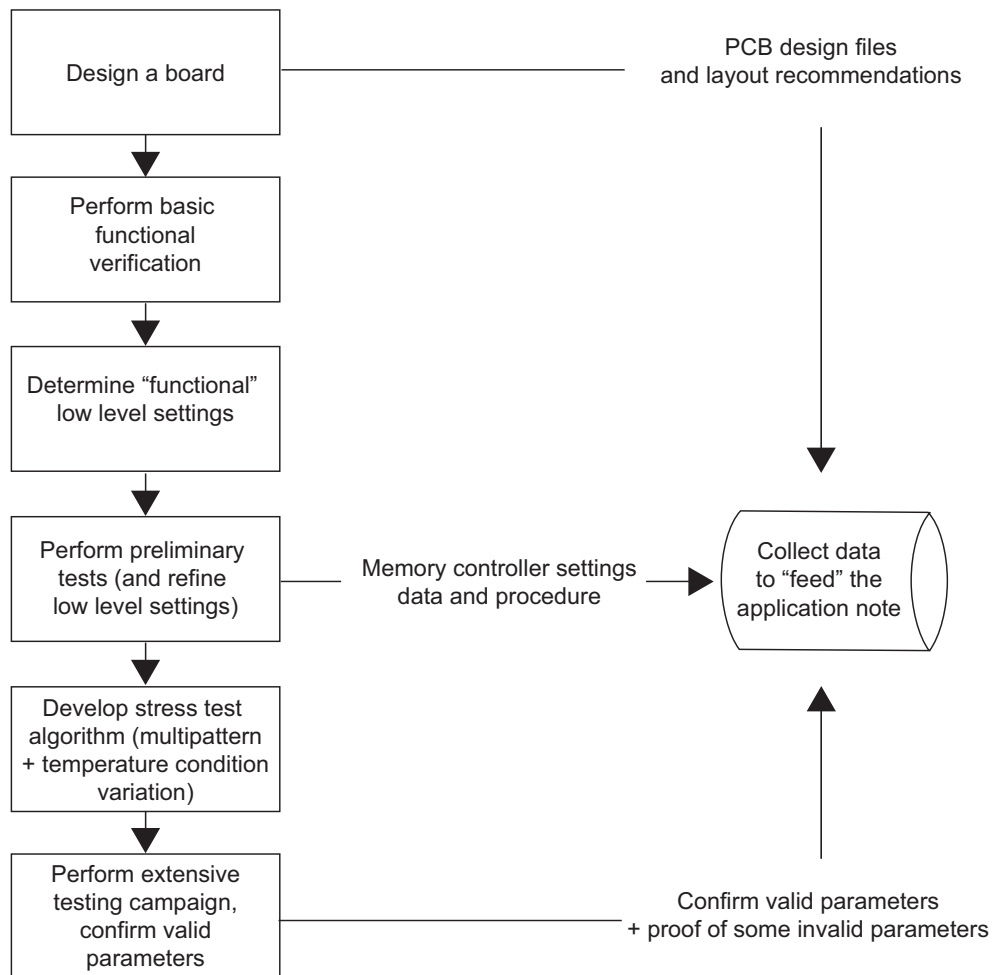 Design a board
PCB design files
and layout recommendations
Perform basic
functional
verification
Determine “functional”
low level settings
Perform preliminary
tests (and refine
low level settings)
Memory controller settings
data and procedure
Collect data
to “feed” the
application note
Develop stress test
algorithm (multipattern
+ temperature condition
variation)
Perform extensive
testing campaign,
confirm valid
parameters
Confirm valid parameters
+ proof of some invalid parameters